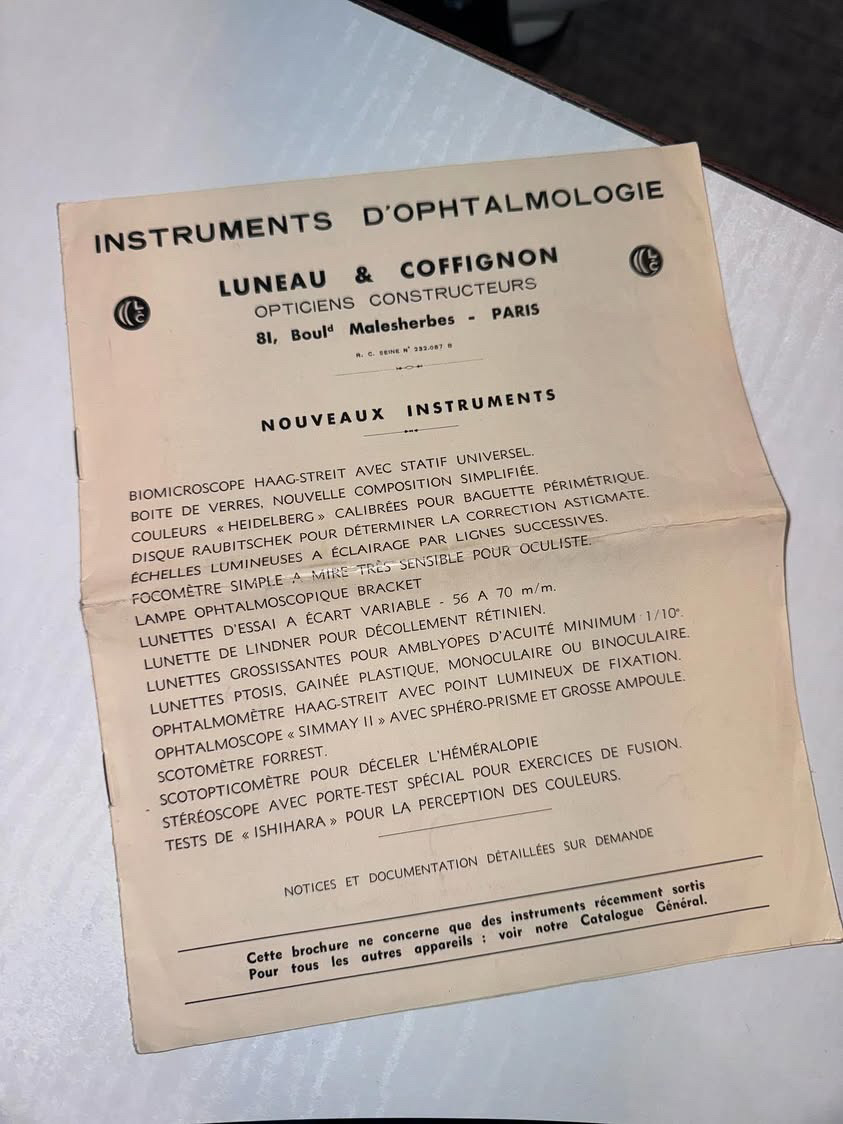 INSTRUMENTS D'OPHTALMOLOGIE
LUNEAU & COFFIGNON
OPTICIENS CONSTRUCTEURS
81, Boulᵈ Malesherbes - PARIS
R. C. SEINE N° 232.087 B
NOUVEAUX INSTRUMENTS
BIOMICROSCOPE HAAG-STREIT AVEC STATIF UNIVERSEL.
BOITE DE VERRES, NOUVELLE COMPOSITION SIMPLIFIÉE.
COULEURS « HEIDELBERG » CALIBRÉES POUR BAGUETTE PÉRIMÉTRIQUE.
DISQUE RAUBITSCHEK POUR DÉTERMINER LA CORRECTION ASTIGMATE.
ÉCHELLES LUMINEUSES A ÉCLAIRAGE PAR LIGNES SUCCESSIVES.
FOCOMÈTRE SIMPLE A MIRE TRÈS SENSIBLE POUR OCULISTE.
LAMPE OPHTALMOSCOPIQUE BRACKET
LUNETTES D'ESSAI A ÉCART VARIABLE - 56 A 70 m/m.
LUNETTE DE LINDNER POUR DÉCOLLEMENT RÉTINIEN.
LUNETTES GROSSISSANTES POUR AMBLYOPES D'ACUITÉ MINIMUM 1/10ᵉ.
LUNETTES PTOSIS, GAINÉE PLASTIQUE, MONOCULAIRE OU BINOCULAIRE.
OPHTALMOMÈTRE HAAG-STREIT AVEC POINT LUMINEUX DE FIXATION.
OPHTALMOSCOPE « SIMMAY II » AVEC SPHÉRO-PRISME ET GROSSE AMPOULE.
SCOTOMÈTRE FORREST.
SCOTOPTICOMÈTRE POUR DÉCELER L'HÉMÉRALOPIE
STÉRÉOSCOPE AVEC PORTE-TEST SPÉCIAL POUR EXERCICES DE FUSION.
TESTS DE « ISHIHARA » POUR LA PERCEPTION DES COULEURS.
NOTICES ET DOCUMENTATION DÉTAILLÉES SUR DEMANDE
Cette brochure ne concerne que des instruments récemment sortis
Pour tous les autres appareils : voir notre Catalogue Général.